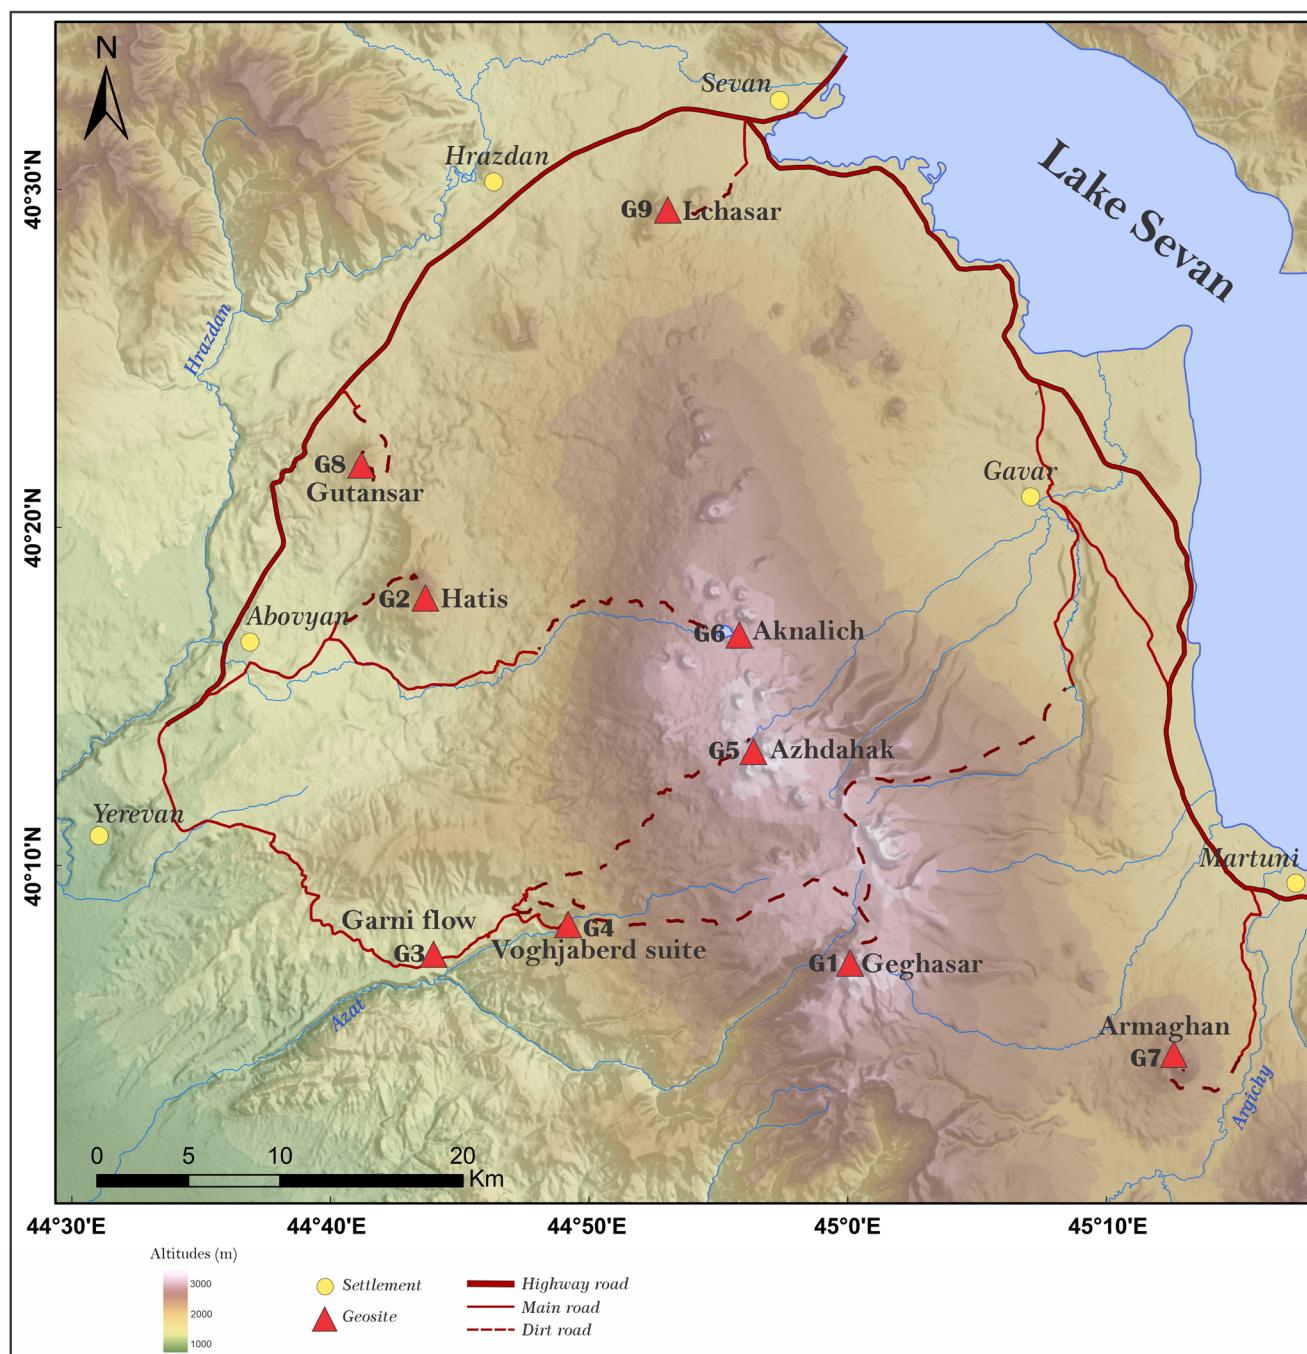 N
Sevan
Hrazdan
Lake Sevan
G9 Lchasar
Hrazdan
G8
Gutansar
Gavar
G2 Hatis
Abovyan
G6 Aknalich
G5 Azhdahak
Yerevan
Martuni
Garni flow
G3
G4
Voghjaberd suite
G1 Geghasar
Azat
Armaghan
G7
Argichy
40°30'N
40°20'N
40°10'N
0 5 10 20
Km
44°30'E 44°40'E 44°50'E 45°0'E 45°10'E
Altitudes (m)
3000
2000
1000
Settlement
Geosite
Highway road
Main road
Dirt road